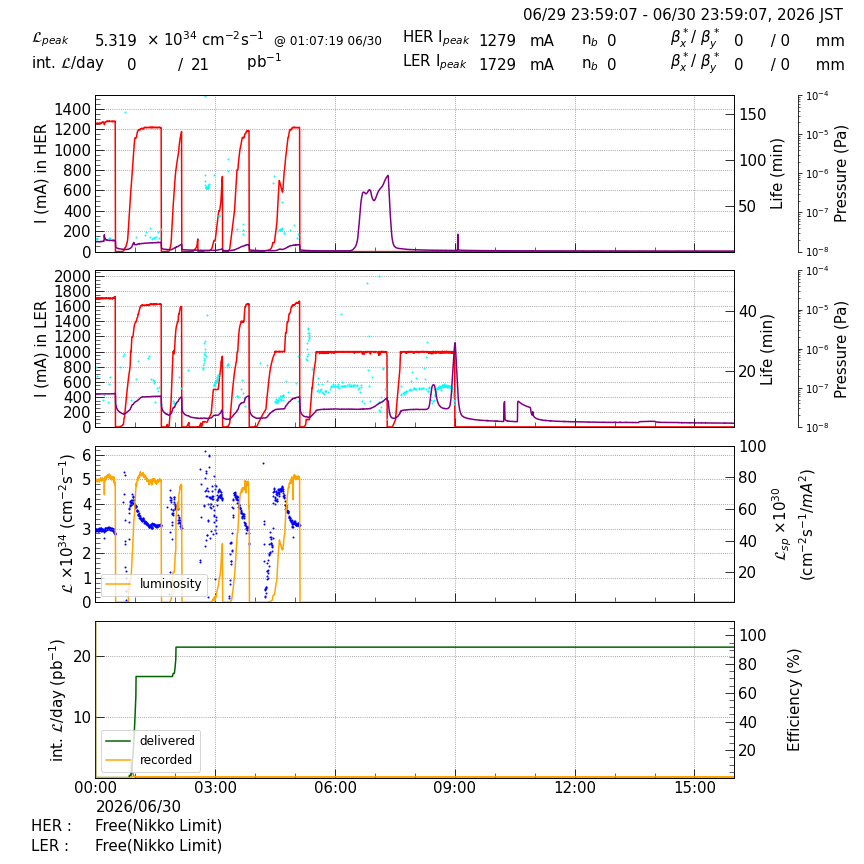 06/29 23:59:07 - 06/30 23:59:07, 2026 JST
ℒpeak 5.319 × 10³⁴ cm⁻²s⁻¹ @ 01:07:19 06/30 HER Ipeak 1279 mA nb 0 βx*/ βy* 0 / 0 mm
int. ℒ/day 0 / 21 pb⁻¹ LER Ipeak 1729 mA nb 0 βx*/ βy* 0 / 0 mm
I (mA) in HER
1400
1200
1000
800
600
400
200
0
150
100
50
Life (min)
10⁻⁴
10⁻⁵
10⁻⁶
10⁻⁷
10⁻⁸
Pressure (Pa)
I (mA) in LER
2000
1800
1600
1400
1200
1000
800
600
400
200
0
40
20
Life (min)
10⁻⁴
10⁻⁵
10⁻⁶
10⁻⁷
10⁻⁸
Pressure (Pa)
ℒ ×10³⁴ (cm⁻²s⁻¹)
6
5
4
3
2
1
0
luminosity
100
80
60
40
20
ℒsp ×10³⁰
(cm⁻²s⁻¹/mA²)
int. ℒ/day (pb⁻¹)
20
10
delivered
recorded
100
80
60
40
20
Efficiency (%)
00:00 03:00 06:00 09:00 12:00 15:00
2026/06/30
HER : Free(Nikko Limit)
LER : Free(Nikko Limit)